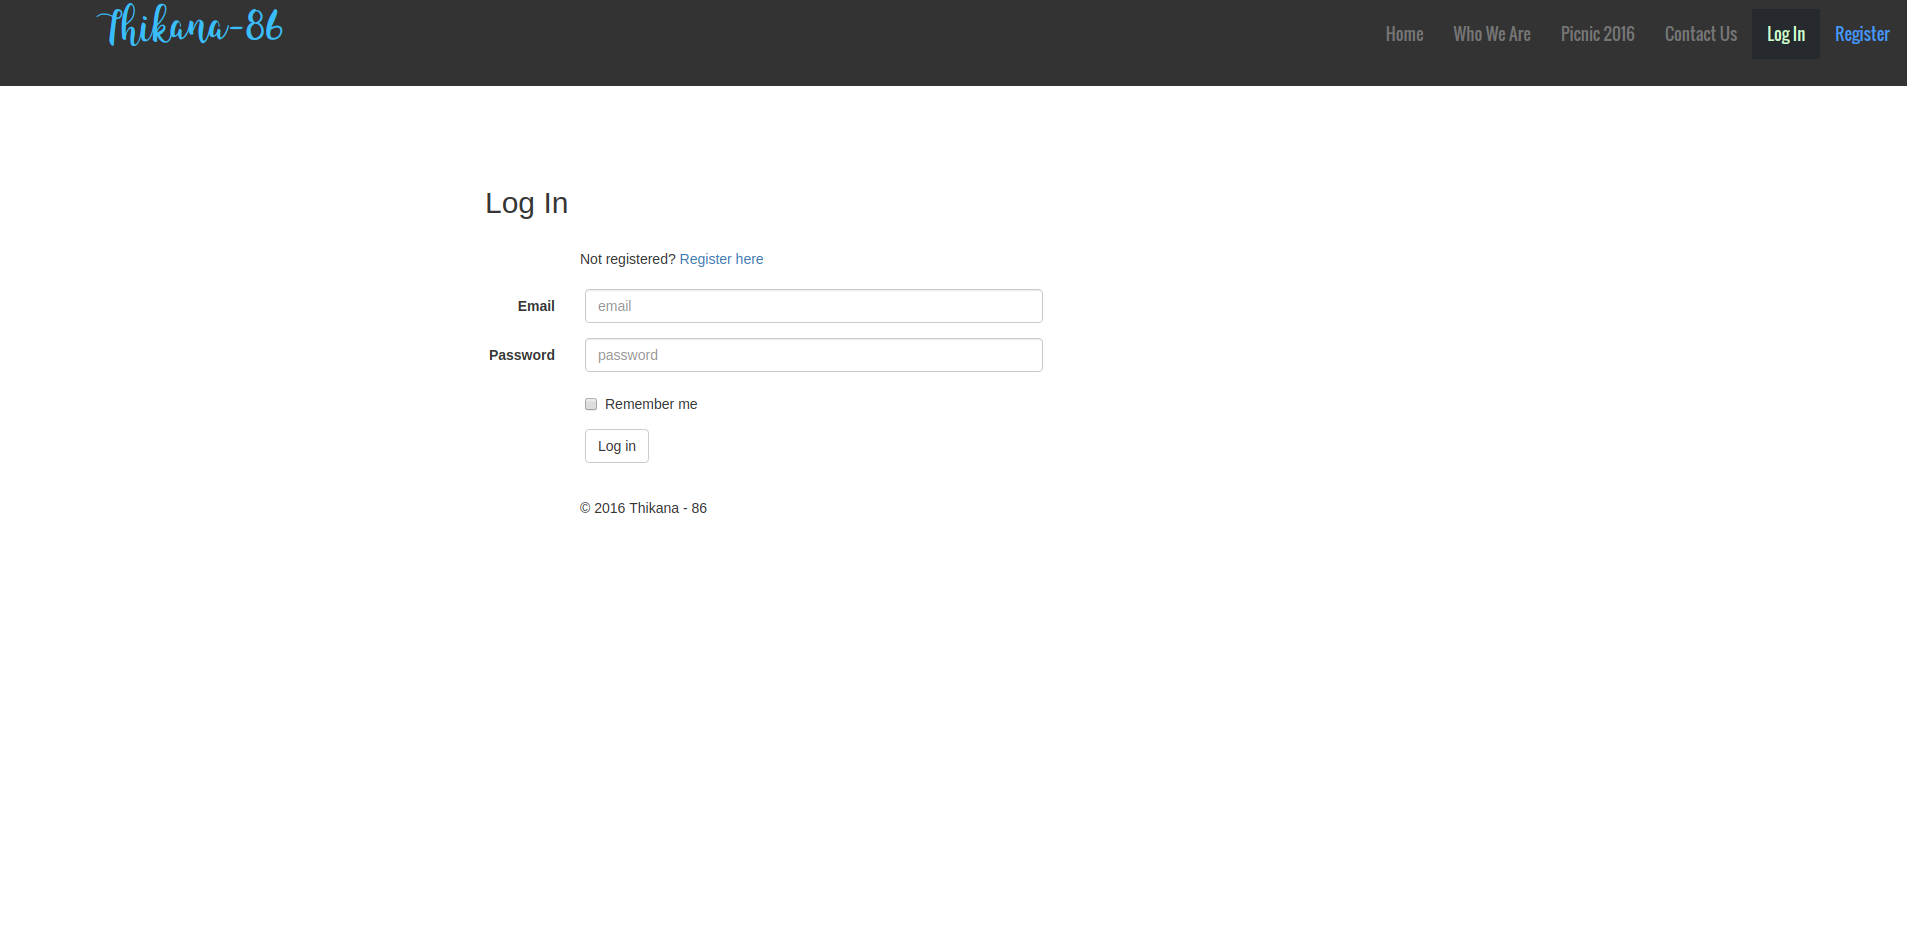 Thikana-86
Home Who We Are Picnic 2016 Contact Us Log In Register
Log In
Not registered? Register here
Email email
Password password
Remember me
Log in
© 2016 Thikana - 86